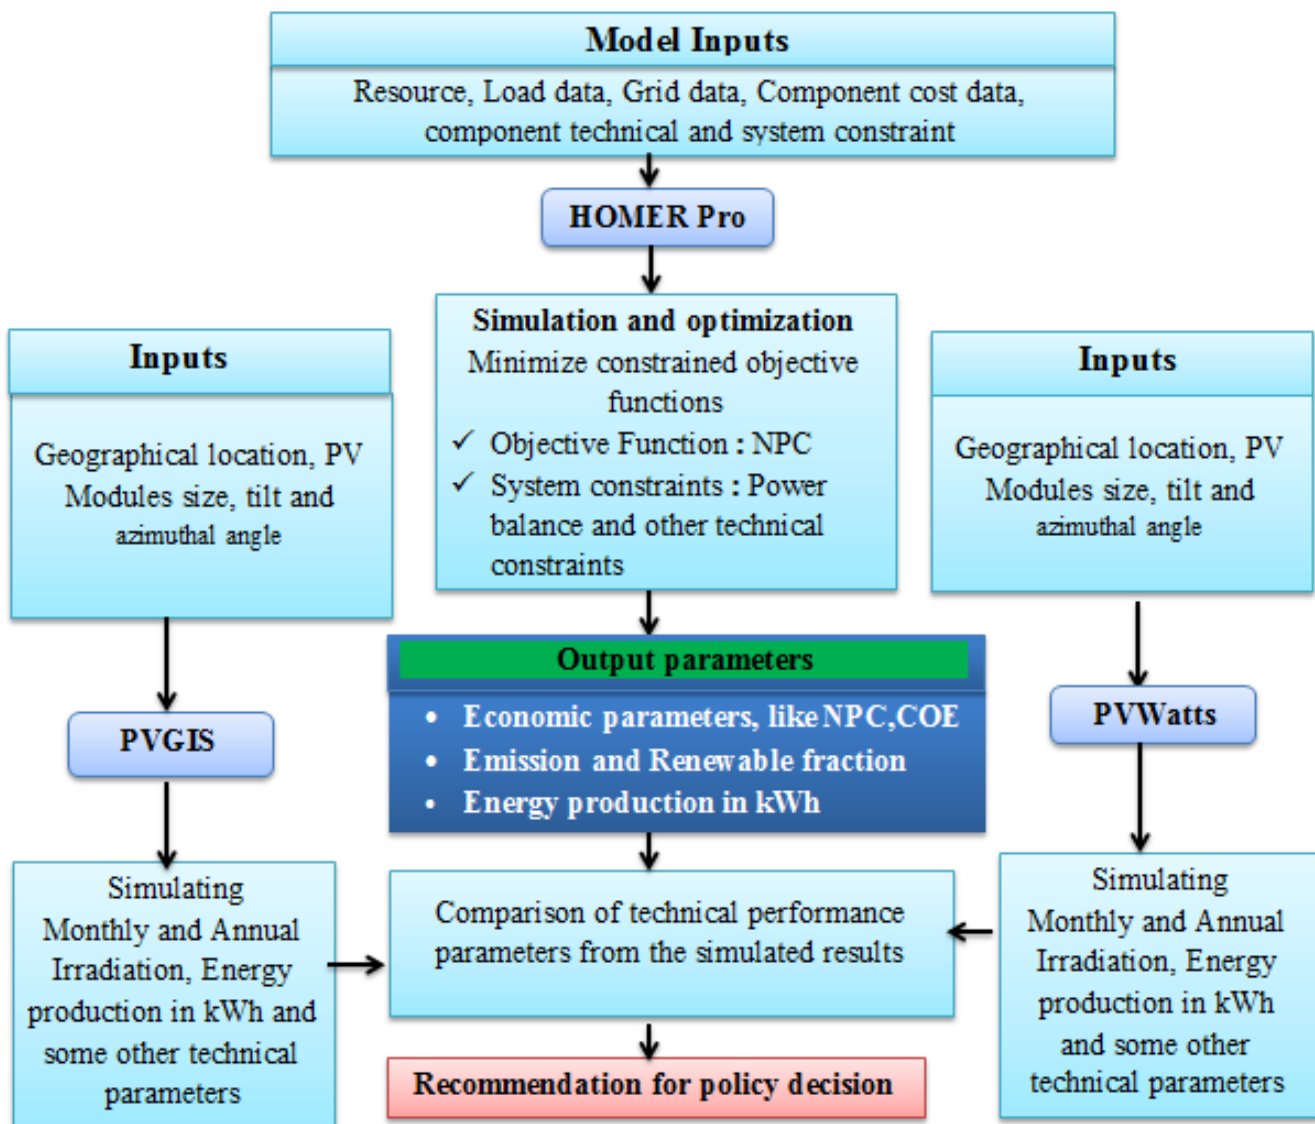 Model Inputs
Resource, Load data, Grid data, Component cost data,
component technical and system constraint
HOMER Pro
Simulation and optimization
Minimize constrained objective
functions
✓ Objective Function : NPC
✓ System constraints : Power
balance and other technical
constraints
Inputs
Geographical location, PV
Modules size, tilt and
azimuthal angle
Inputs
Geographical location, PV
Modules size, tilt and
azimuthal angle
Output parameters
• Economic parameters, like NPC,COE
• Emission and Renewable fraction
• Energy production in kWh
PVGIS
PVWatts
Simulating
Monthly and Annual
Irradiation, Energy
production in kWh and
some other technical
parameters
Comparison of technical performance
parameters from the simulated results
Simulating
Monthly and Annual
Irradiation, Energy
production in kWh
and some other
technical parameters
Recommendation for policy decision